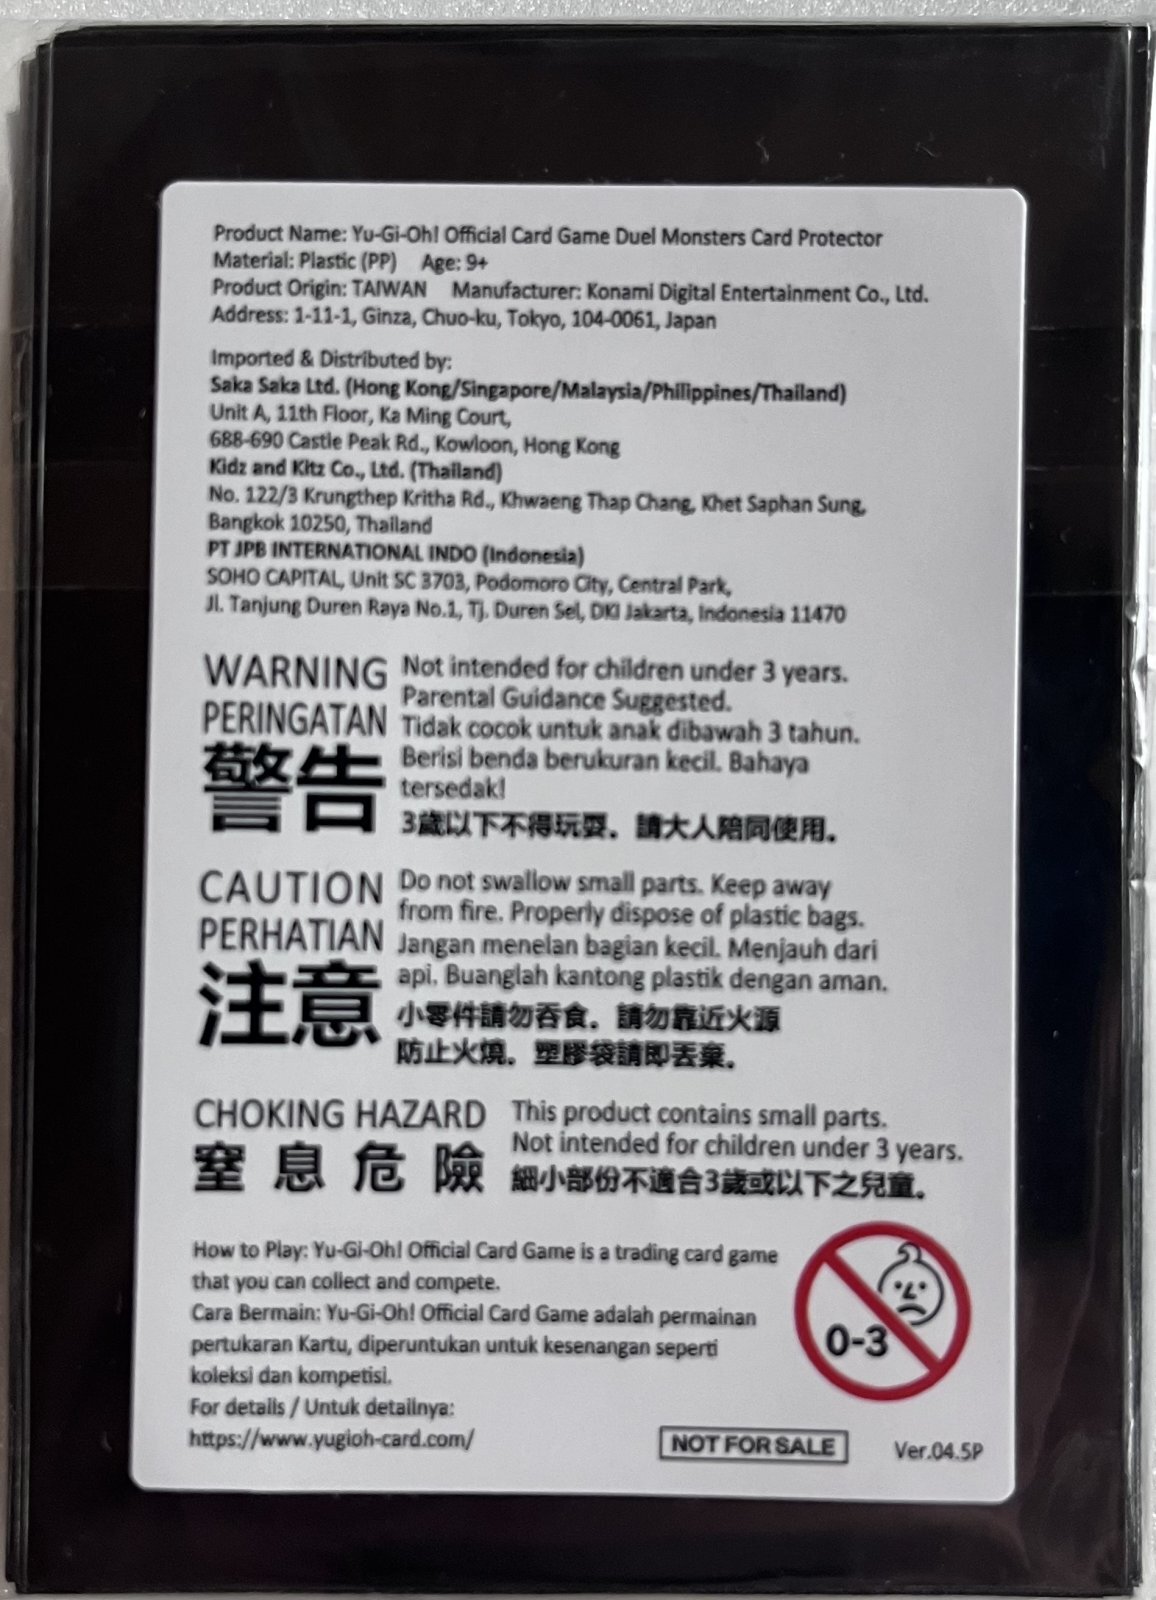 Product Name: Yu-Gi-Oh! Official Card Game Duel Monsters Card Protector
Material: Plastic (PP) Age: 9+
Product Origin: TAIWAN Manufacturer: Konami Digital Entertainment Co., Ltd.
Address: 1-11-1, Ginza, Chuo-ku, Tokyo, 104-0061, Japan
Imported & Distributed by:
Saka Saka Ltd. (Hong Kong/Singapore/Malaysia/Philippines/Thailand)
Unit A, 11th Floor, Ka Ming Court,
688-690 Castle Peak Rd., Kowloon, Hong Kong
Kidz and Kitz Co., Ltd. (Thailand)
No. 122/3 Krungthep Kritha Rd., Khwaeng Thap Chang, Khet Saphan Sung,
Bangkok 10250, Thailand
PT JPB INTERNATIONAL INDO (Indonesia)
SOHO CAPITAL, Unit SC 3703, Podomoro City, Central Park,
Jl. Tanjung Duren Raya No.1, Tj. Duren Sel, DKI Jakarta, Indonesia 11470
WARNING
PERINGATAN
警告
Not intended for children under 3 years.
Parental Guidance Suggested.
Tidak cocok untuk anak dibawah 3 tahun.
Berisi benda berukuran kecil. Bahaya
tersedak!
3歲以下不得玩耍．請大人陪同使用．
CAUTION
PERHATIAN
注意
Do not swallow small parts. Keep away
from fire. Properly dispose of plastic bags.
Jangan menelan bagian kecil. Menjauh dari
api. Buanglah kantong plastik dengan aman.
小零件請勿吞食．請勿靠近火源
防止火燒．塑膠袋請即丟棄．
CHOKING HAZARD
窒息危險
This product contains small parts.
Not intended for children under 3 years.
細小部份不適合3歲或以下之兒童．
How to Play: Yu-Gi-Oh! Official Card Game is a trading card game
that you can collect and compete.
Cara Bermain: Yu-Gi-Oh! Official Card Game adalah permainan
pertukaran Kartu, diperuntukan untuk kesenangan seperti
koleksi dan kompetisi.
For details / Untuk detailnya:
https://www.yugioh-card.com/
0-3
NOT FOR SALE
Ver.04.5P